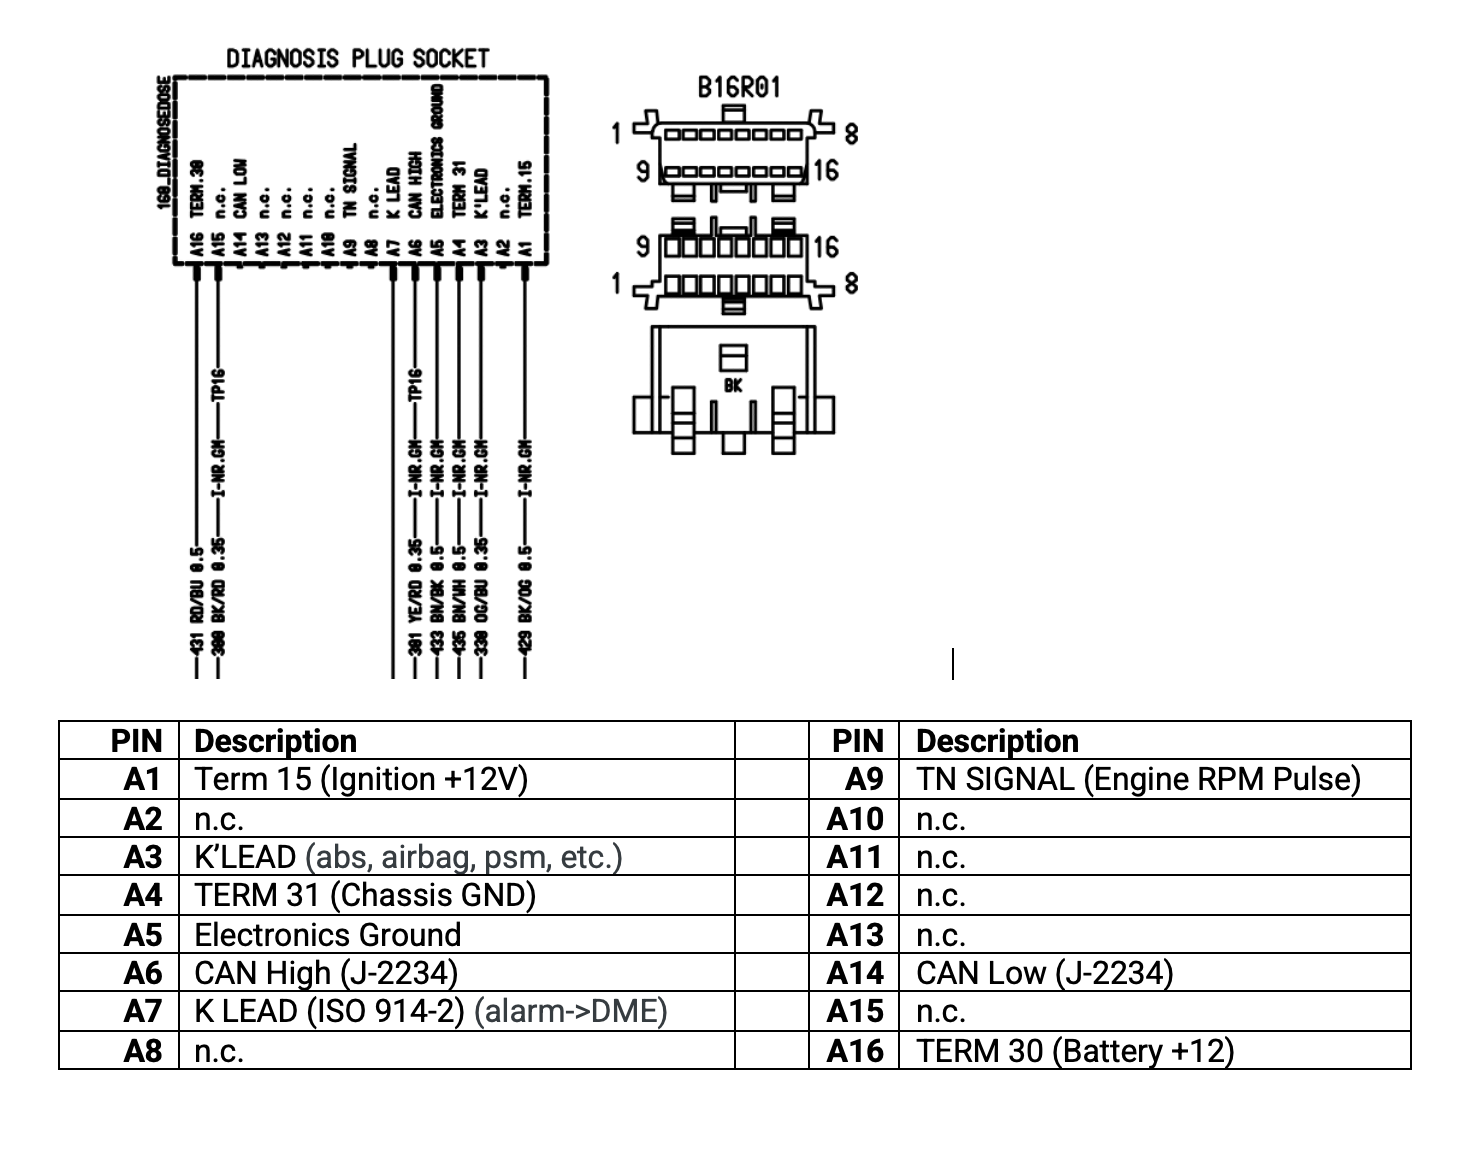 DIAGNOSIS PLUG SOCKET
160_DIAGNOSEDOSE
A16 TERM.30
A15 n.c.
A14 CAN LOW
A13 n.c.
A12 n.c.
A11 n.c.
A10 n.c.
A9 TN SIGNAL
A8 n.c.
A7 K LEAD
A6 CAN HIGH
A5 ELECTRONICS GROUND
A4 TERM 31
A3 K'LEAD
A2 n.c.
A1 TERM.15
431 RD/BU 0.5
300 BK/RD 0.35 I-NR.GM TP16
301 YE/RD 0.35 I-NR.GM TP16
433 BN/BK 0.5 I-NR.GM
435 BN/WH 0.5 I-NR.GM
330 OG/BU 0.35 I-NR.GM
429 BK/OG 0.5 I-NR.GM
B16R01
1 8
9 16
9 16
1 8
BK
PIN Description PIN Description
A1 Term 15 (Ignition +12V) A9 TN SIGNAL (Engine RPM Pulse)
A2 n.c. A10 n.c.
A3 K’LEAD (abs, airbag, psm, etc.) A11 n.c.
A4 TERM 31 (Chassis GND) A12 n.c.
A5 Electronics Ground A13 n.c.
A6 CAN High (J-2234) A14 CAN Low (J-2234)
A7 K LEAD (ISO 914-2) (alarm->DME) A15 n.c.
A8 n.c. A16 TERM 30 (Battery +12)